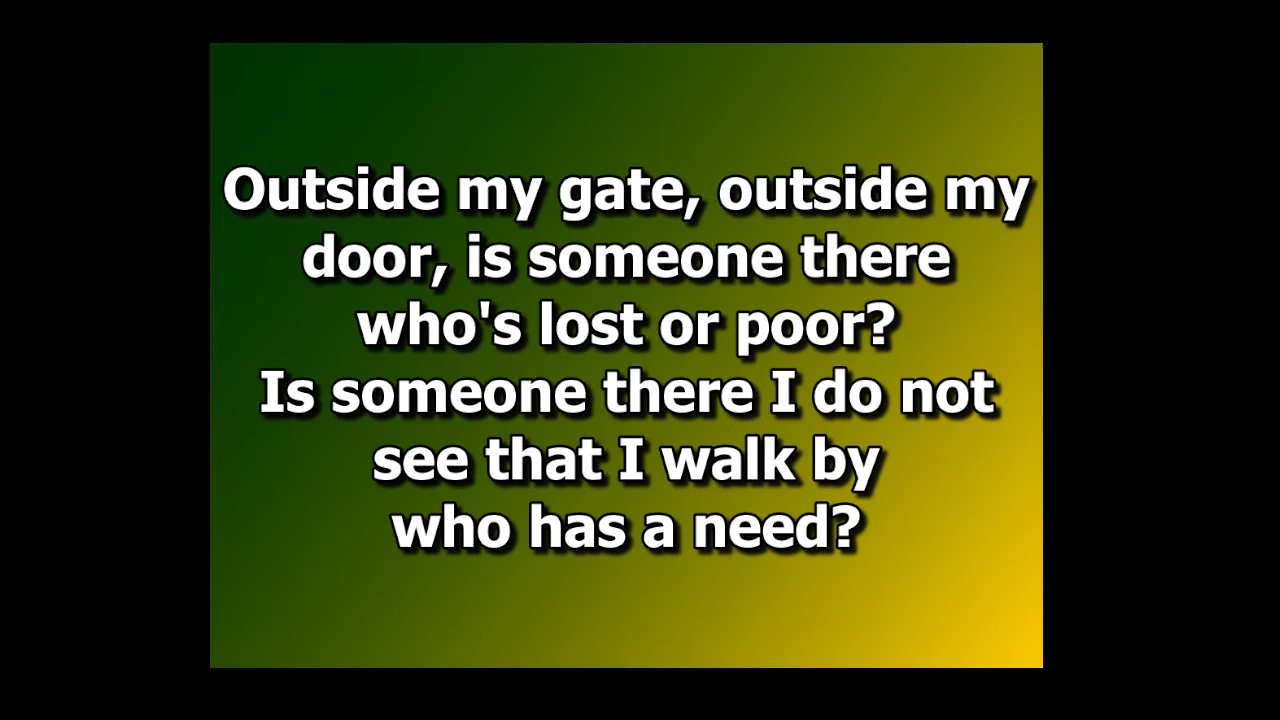 Outside my gate, outside my
door, is someone there
who's lost or poor?
Is someone there I do not
see that I walk by
who has a need?